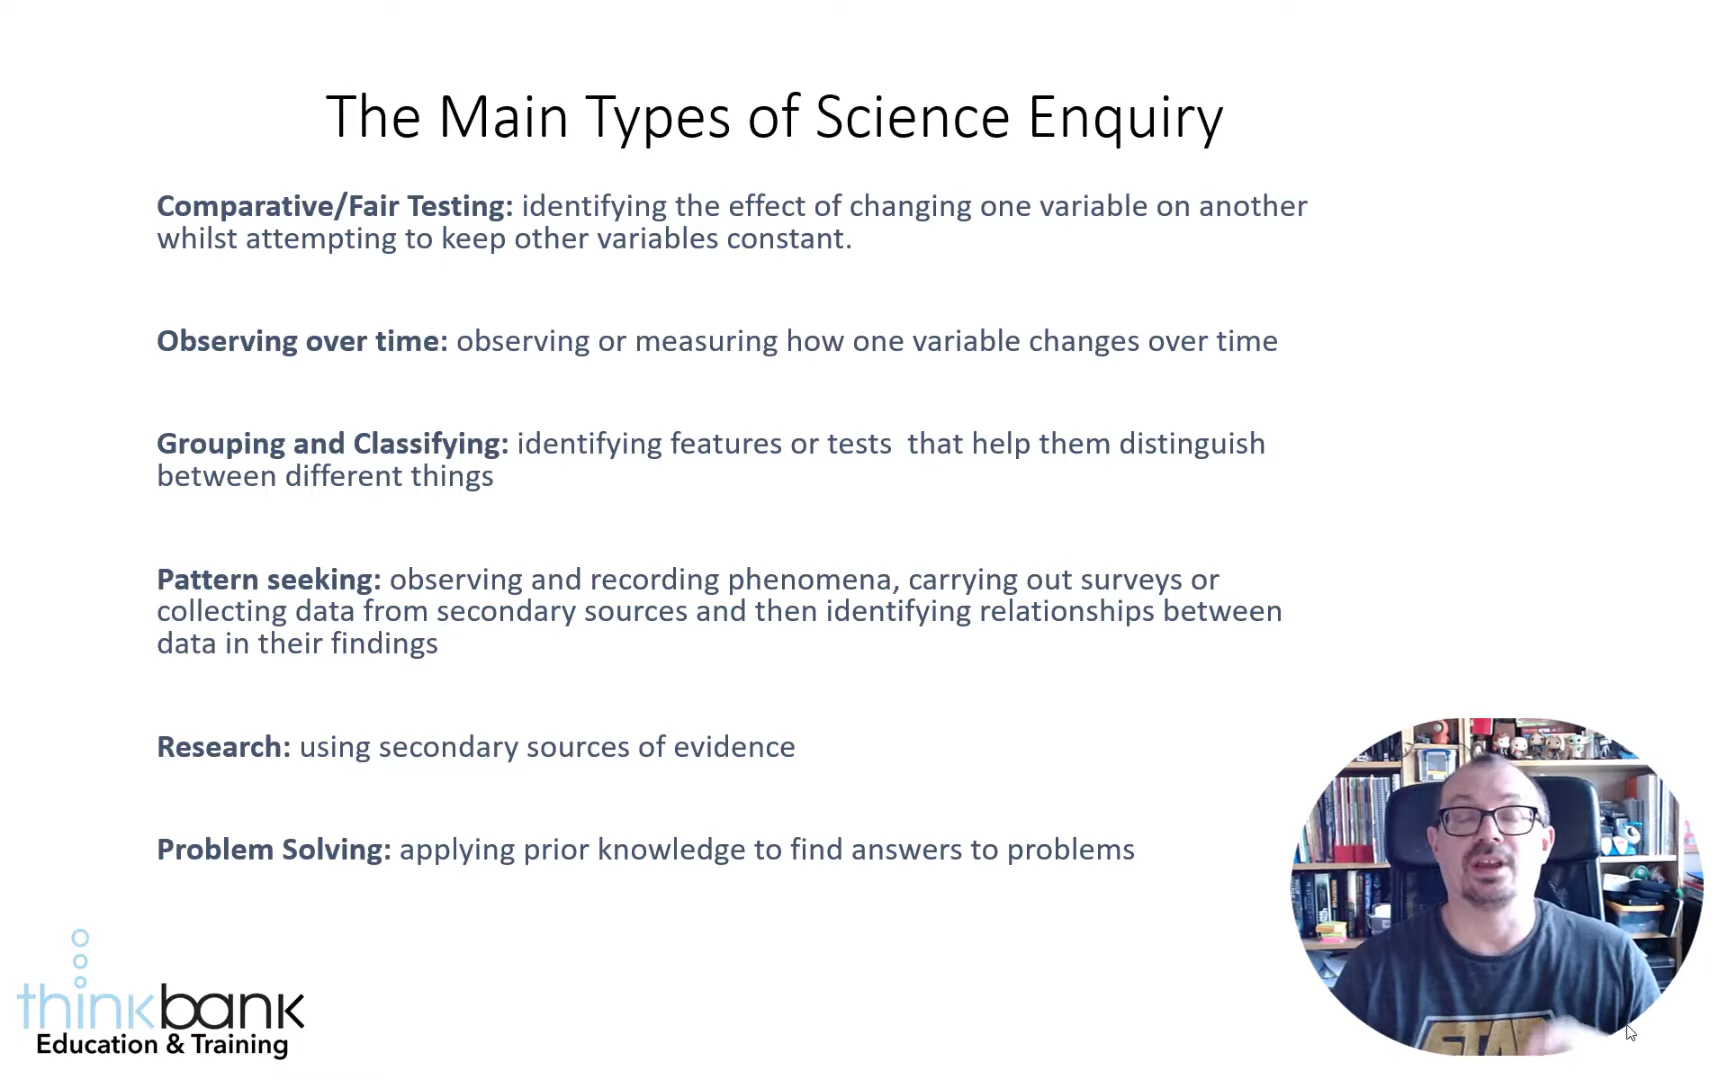 The Main Types of Science Enquiry
Comparative/Fair Testing: identifying the effect of changing one variable on another
whilst attempting to keep other variables constant.
Observing over time: observing or measuring how one variable changes over time
Grouping and Classifying: identifying features or tests  that help them distinguish
between different things
Pattern seeking: observing and recording phenomena, carrying out surveys or
collecting data from secondary sources and then identifying relationships between
data in their findings
Research: using secondary sources of evidence
Problem Solving: applying prior knowledge to find answers to problems
thinkbank
Education & Training